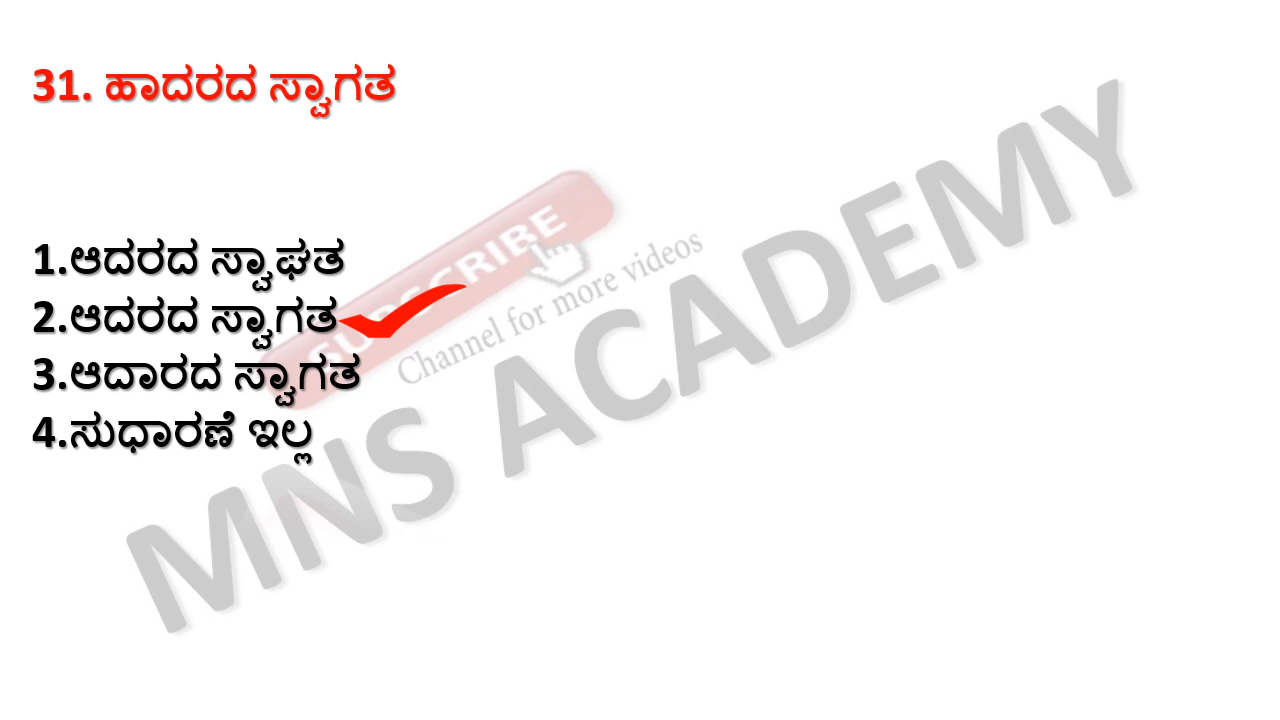 31. ಹಾದರದ ಸ್ವಾಗತ
1.ಆದರದ ಸ್ವಾಘತ
2.ಆದರದ ಸ್ವಾಗತ
3.ಆದಾರದ ಸ್ವಾಗತ
4.ಸುಧಾರಣೆ ಇಲ್ಲ
SUBSCRIBE
Channel for more videos
MNS ACADEMY